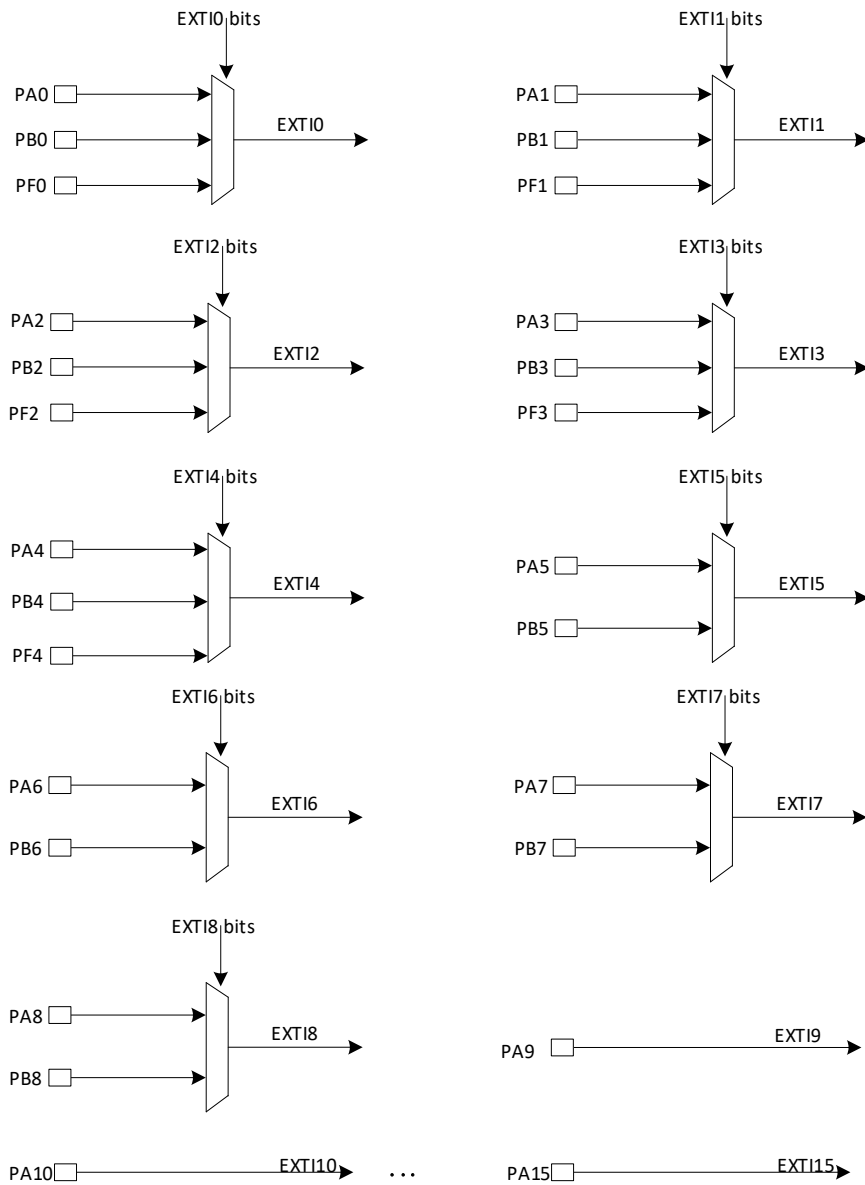 EXTI0 bits
PA0
PB0
PF0
EXTI0
EXTI1 bits
PA1
PB1
PF1
EXTI1
EXTI2 bits
PA2
PB2
PF2
EXTI2
EXTI3 bits
PA3
PB3
PF3
EXTI3
EXTI4 bits
PA4
PB4
PF4
EXTI4
EXTI5 bits
PA5
PB5
EXTI5
EXTI6 bits
PA6
PB6
EXTI6
EXTI7 bits
PA7
PB7
EXTI7
EXTI8 bits
PA8
PB8
EXTI8
PA9
EXTI9
PA10
EXTI10
...
PA15
EXTI15